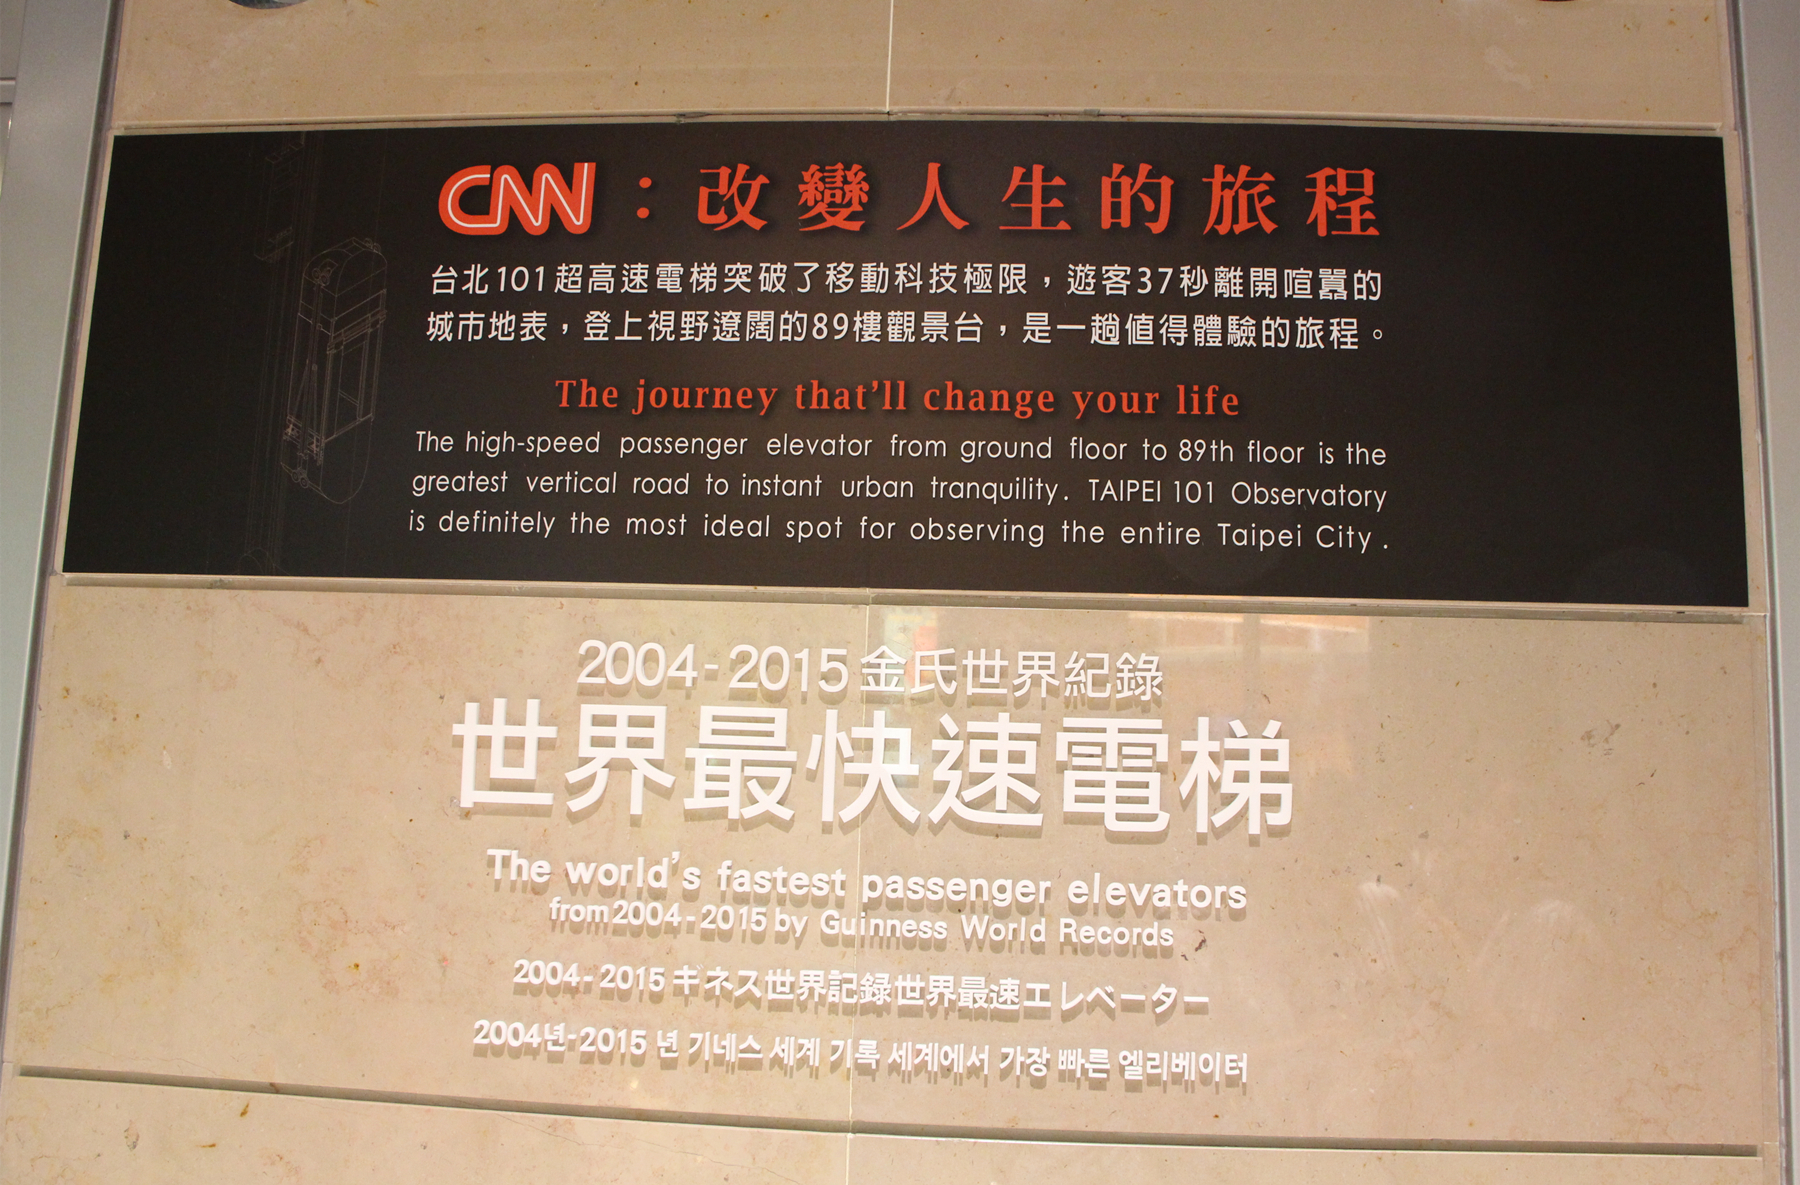 CNN：改變人生的旅程
台北101超高速電梯突破了移動科技極限，遊客37秒離開喧囂的
城市地表，登上視野遼闊的89樓觀景台，是一趟值得體驗的旅程。
The journey that'll change your life
The high-speed passenger elevator from ground floor to 89th floor is the
greatest vertical road to instant urban tranquility. TAIPEI 101 Observatory
is definitely the most ideal spot for observing the entire Taipei City .
2004-2015金氏世界紀錄
世界最快速電梯
The world's fastest passenger elevators
from 2004-2015 by Guinness World Records
2004-2015ギネス世界記録世界最速エレベーター
2004년-2015 년 기네스 세계 기록 세계에서 가장 빠른 엘리베이터